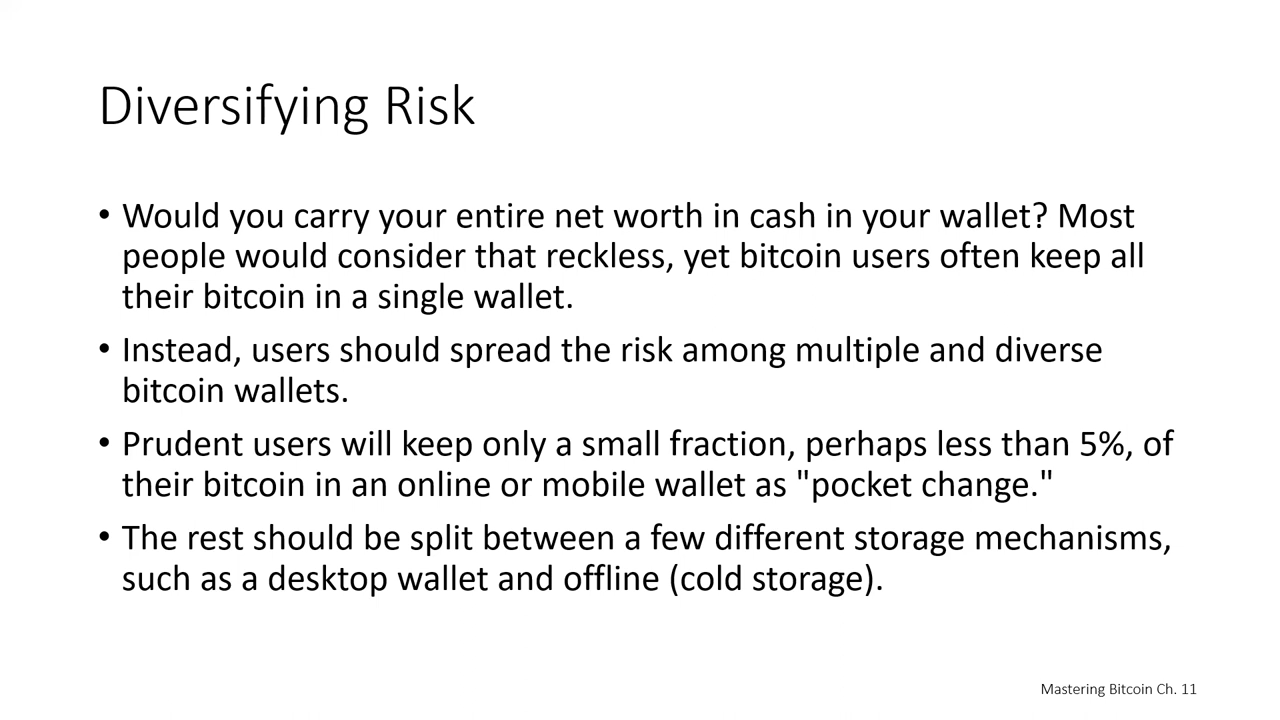 Diversifying Risk
• Would you carry your entire net worth in cash in your wallet? Most
people would consider that reckless, yet bitcoin users often keep all
their bitcoin in a single wallet.
• Instead, users should spread the risk among multiple and diverse
bitcoin wallets.
• Prudent users will keep only a small fraction, perhaps less than 5%, of
their bitcoin in an online or mobile wallet as "pocket change."
• The rest should be split between a few different storage mechanisms,
such as a desktop wallet and offline (cold storage).
Mastering Bitcoin Ch. 11